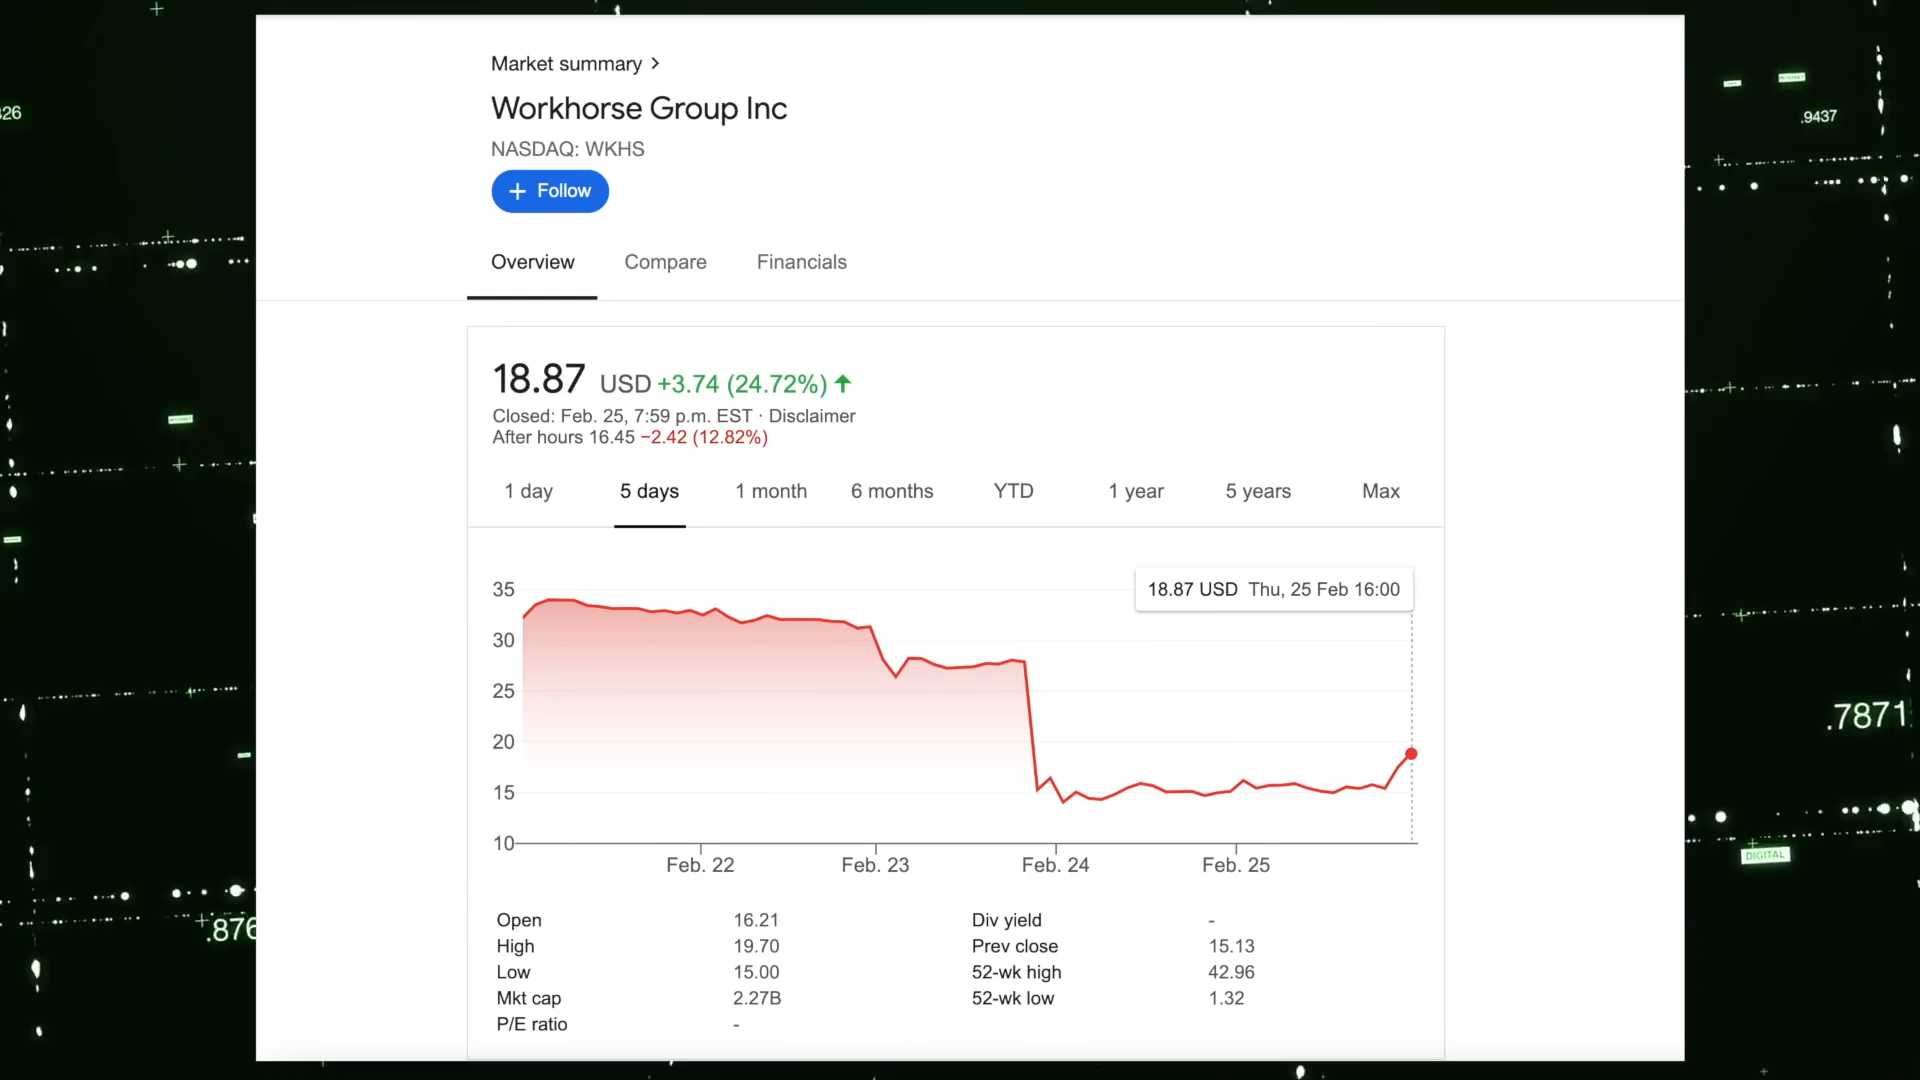 Market summary
Workhorse Group Inc
NASDAQ: WKHS
+ Follow
Overview Compare Financials
18.87 USD +3.74 (24.72%)
Closed: Feb. 25, 7:59 p.m. EST · Disclaimer
After hours 16.45 −2.42 (12.82%)
1 day 5 days 1 month 6 months YTD 1 year 5 years Max
18.87 USD Thu, 25 Feb 16:00
35
30
25
20
15
10
Feb. 22 Feb. 23 Feb. 24 Feb. 25
Open 16.21 Div yield -
High 19.70 Prev close 15.13
Low 15.00 52-wk high 42.96
Mkt cap 2.27B 52-wk low 1.32
P/E ratio -
.9437
.7871
DIGITAL
.876